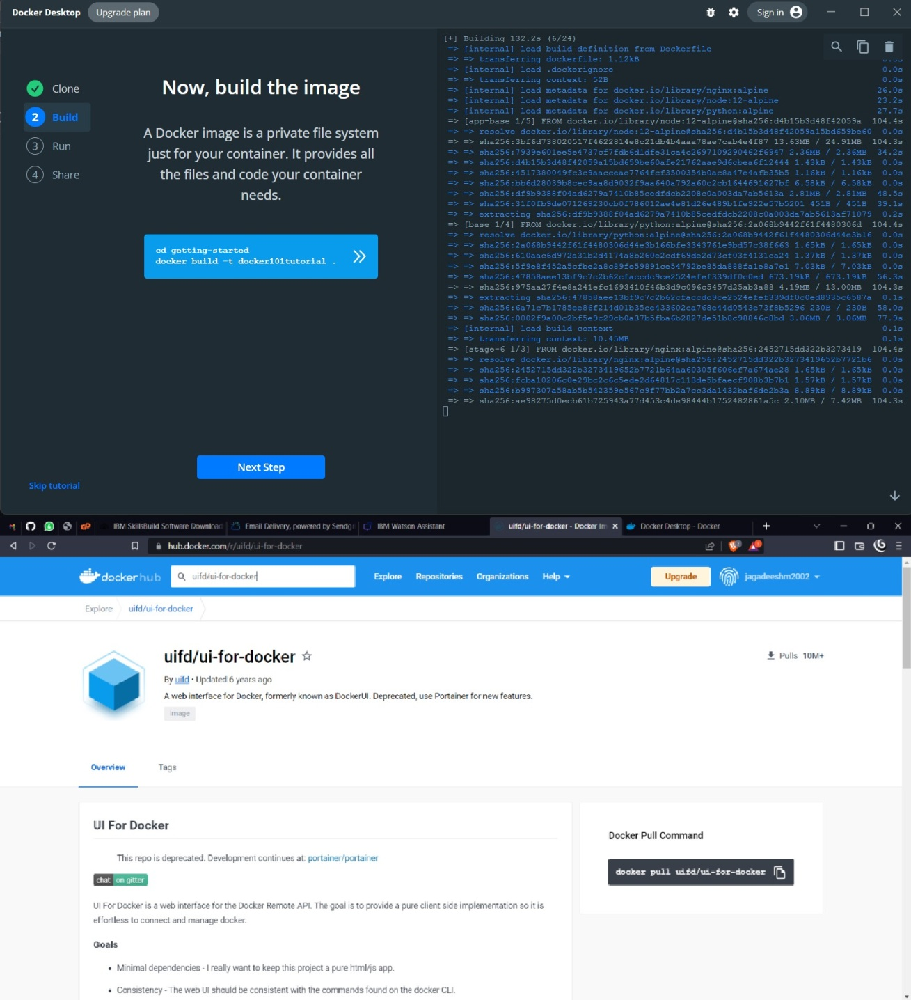 Docker Desktop
Upgrade plan
Sign in
Clone
2
Build
3
Run
4
Share
Now, build the image
A Docker image is a private file system
just for your container. It provides all
the files and code your container
needs.
cd getting-started
docker build -t docker101tutorial .
Next Step
Skip tutorial
[+] Building 132.2s (6/24)
=> [internal] load build definition from Dockerfile
=> => transferring dockerfile: 1.12kB
=> [internal] load .dockerignore 0.0s
=> => transferring context: 52B 0.0s
=> [internal] load metadata for docker.io/library/nginx:alpine 26.0s
=> [internal] load metadata for docker.io/library/node:12-alpine 23.2s
=> [internal] load metadata for docker.io/library/python:alpine 27.7s
=> [app-base 1/5] FROM docker.io/library/node:12-alpine@sha256:d4b15b3d48f42059a 104.4s
=> => resolve docker.io/library/node:12-alpine@sha256:d4b15b3d48f42059a15bd659be60 0.0s
=> => sha256:3bf6d738020517f4622814e8c21db4b4aaa78ae7cab4e4f87 13.63MB / 24.91MB 104.3s
=> => sha256:7939e601ee5e4737cf7fdb6d1dfe31ca4c2697109290462f6947 2.36MB / 2.36MB 34.2s
=> => sha256:d4b15b3d48f42059a15bd659be60afe21762aae9d6cbea6f12444 1.43kB / 1.43kB 0.0s
=> => sha256:4517380049fc3c9aacceae7764fcf3500354b0ac8a47e4afb35b5 1.16kB / 1.16kB 0.0s
=> => sha256:bb6d28039b8cec9aa8d9032f9aa640a792a60c2cb1644691627bf 6.58kB / 6.58kB 0.0s
=> => sha256:df9b9388f04ad6279a7410b85cedfdcb2208c0a003da7ab5613a 2.81MB / 2.81MB 48.5s
=> => sha256:31f0fb9de071269230cb0f786012ae4e81d26e489b1fe922e57b5201 451B / 451B 39.1s
=> => extracting sha256:df9b9388f04ad6279a7410b85cedfdcb2208c0a003da7ab5613af71079 0.2s
=> [base 1/4] FROM docker.io/library/python:alpine@sha256:2a068b9442f61f4480306d 104.4s
=> => resolve docker.io/library/python:alpine@sha256:2a068b9442f61f4480306d44e3b16 0.0s
=> => sha256:2a068b9442f61f4480306d44e3b166bfe3343761e9bd57c38f663 1.65kB / 1.65kB 0.0s
=> => sha256:610aac6d972a31b2d4174a8b260e2cdf69de2d73cf03f4131ca24 1.37kB / 1.37kB 0.0s
=> => sha256:5f9e8f452a5cfbe2a8c89fe59891ce54792be85da888fa1e8a7e1 7.03kB / 7.03kB 0.0s
=> => sha256:47858aee13bf9c7c2b62cfaccdc9ce2524efef339df0c0ed 673.19kB / 673.19kB 56.3s
=> => sha256:975aa27f4e8a241efc1693410f46b3d9c096c5457d25ab3a88 4.19MB / 13.00MB 104.3s
=> => extracting sha256:47858aee13bf9c7c2b62cfaccdc9ce2524efef339df0c0ed8935c6587a 0.1s
=> => sha256:6a71c7b1785ee86f214d01b35ce433602ca768e44d0543e73f8b5296 230B / 230B 58.0s
=> => sha256:0002f9a00c2bf5e9c29cb0a37b5fba6b2827de51b8c98846c8bd 3.06MB / 3.06MB 77.9s
=> [internal] load build context 0.1s
=> => transferring context: 10.45MB 0.1s
=> [stage-6 1/3] FROM docker.io/library/nginx:alpine@sha256:2452715dd322b3273419 104.4s
=> => resolve docker.io/library/nginx:alpine@sha256:2452715dd322b3273419652b7721b6 0.0s
=> => sha256:2452715dd322b3273419652b7721b64aa60305f606ef7a674ae28 1.65kB / 1.65kB 0.0s
=> => sha256:fcba10206c0e29bc2c6c5ede2d64817c113de5bfaecf908b3b7b1 1.57kB / 1.57kB 0.0s
=> => sha256:b997307a58ab5b542359e567c9f77bb2a7cc3da1432baf6de2b3a 8.89kB / 8.89kB 0.0s
=> => sha256:ae98275d0ecb61b725943a77d453c4de98444b1752482861a5c 2.10MB / 7.42MB 104.3s
IBM SkillsBuild Software Download
Email Delivery, powered by Sendg
IBM Watson Assistant
uifd/ui-for-docker - Docker Im
Docker Desktop - Docker
hub.docker.com/r/uifd/ui-for-docker
dockerhub
uifd/ui-for-docker
Explore
Repositories
Organizations
Help
Upgrade
jagadeeshm2002
Explore
uifd/ui-for-docker
uifd/ui-for-docker
Pulls 10M+
By uifd • Updated 6 years ago
A web interface for Docker, formerly known as DockerUI. Deprecated, use Portainer for new features.
Image
Overview
Tags
UI For Docker
This repo is deprecated. Development continues at: portainer/portainer
chat on gitter
UI For Docker is a web interface for the Docker Remote API. The goal is to provide a pure client side implementation so it is
effortless to connect and manage docker.
Goals
• Minimal dependencies - I really want to keep this project a pure html/js app.
• Consistency - The web UI should be consistent with the commands found on the docker CLI.
Docker Pull Command
docker pull uifd/ui-for-docker